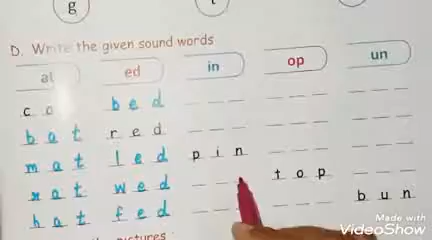 g
D. Write the given sound words
at ed in op un
c a b e d
b a t r e d
m a t l e d p i n
w e d t o p
h a t f e d b u n
pictures
Made with
VideoShow